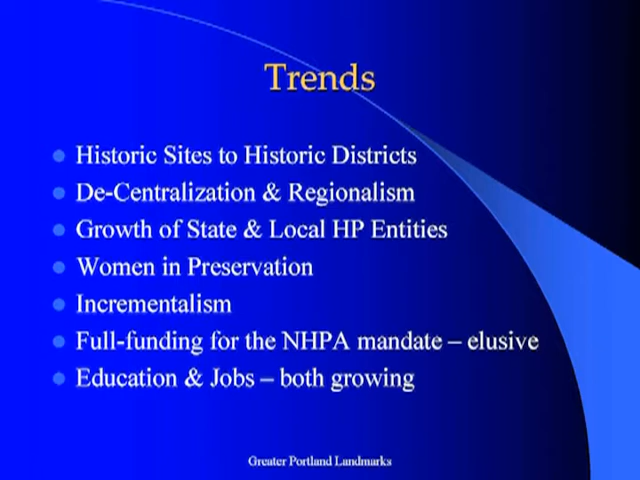 Trends
Historic Sites to Historic Districts
De-Centralization & Regionalism
Growth of State & Local HP Entities
Women in Preservation
Incrementalism
Full-funding for the NHPA mandate – elusive
Education & Jobs – both growing
Greater Portland Landmarks